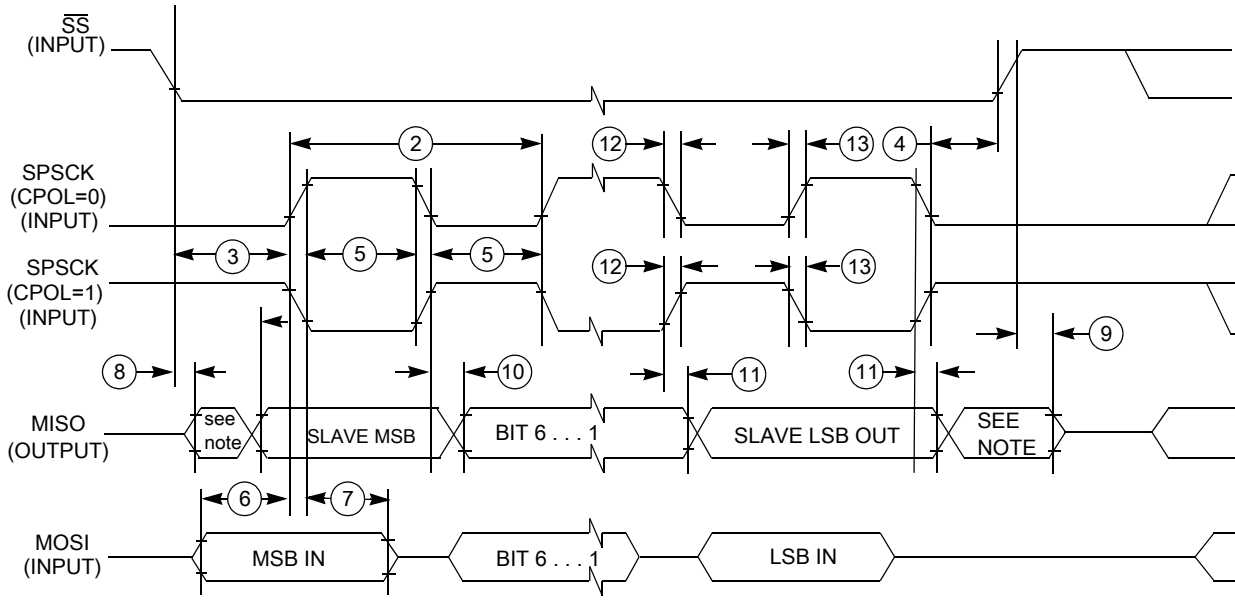 SS
(INPUT)
2
12
13
4
SPSCK
(CPOL=0)
(INPUT)
3
5
5
SPSCK
(CPOL=1)
(INPUT)
12
13
8
10
11
11
9
MISO
(OUTPUT)
see
note
SLAVE MSB
BIT 6 . . . 1
SLAVE LSB OUT
SEE
NOTE
6
7
MOSI
(INPUT)
MSB IN
BIT 6 . . . 1
LSB IN